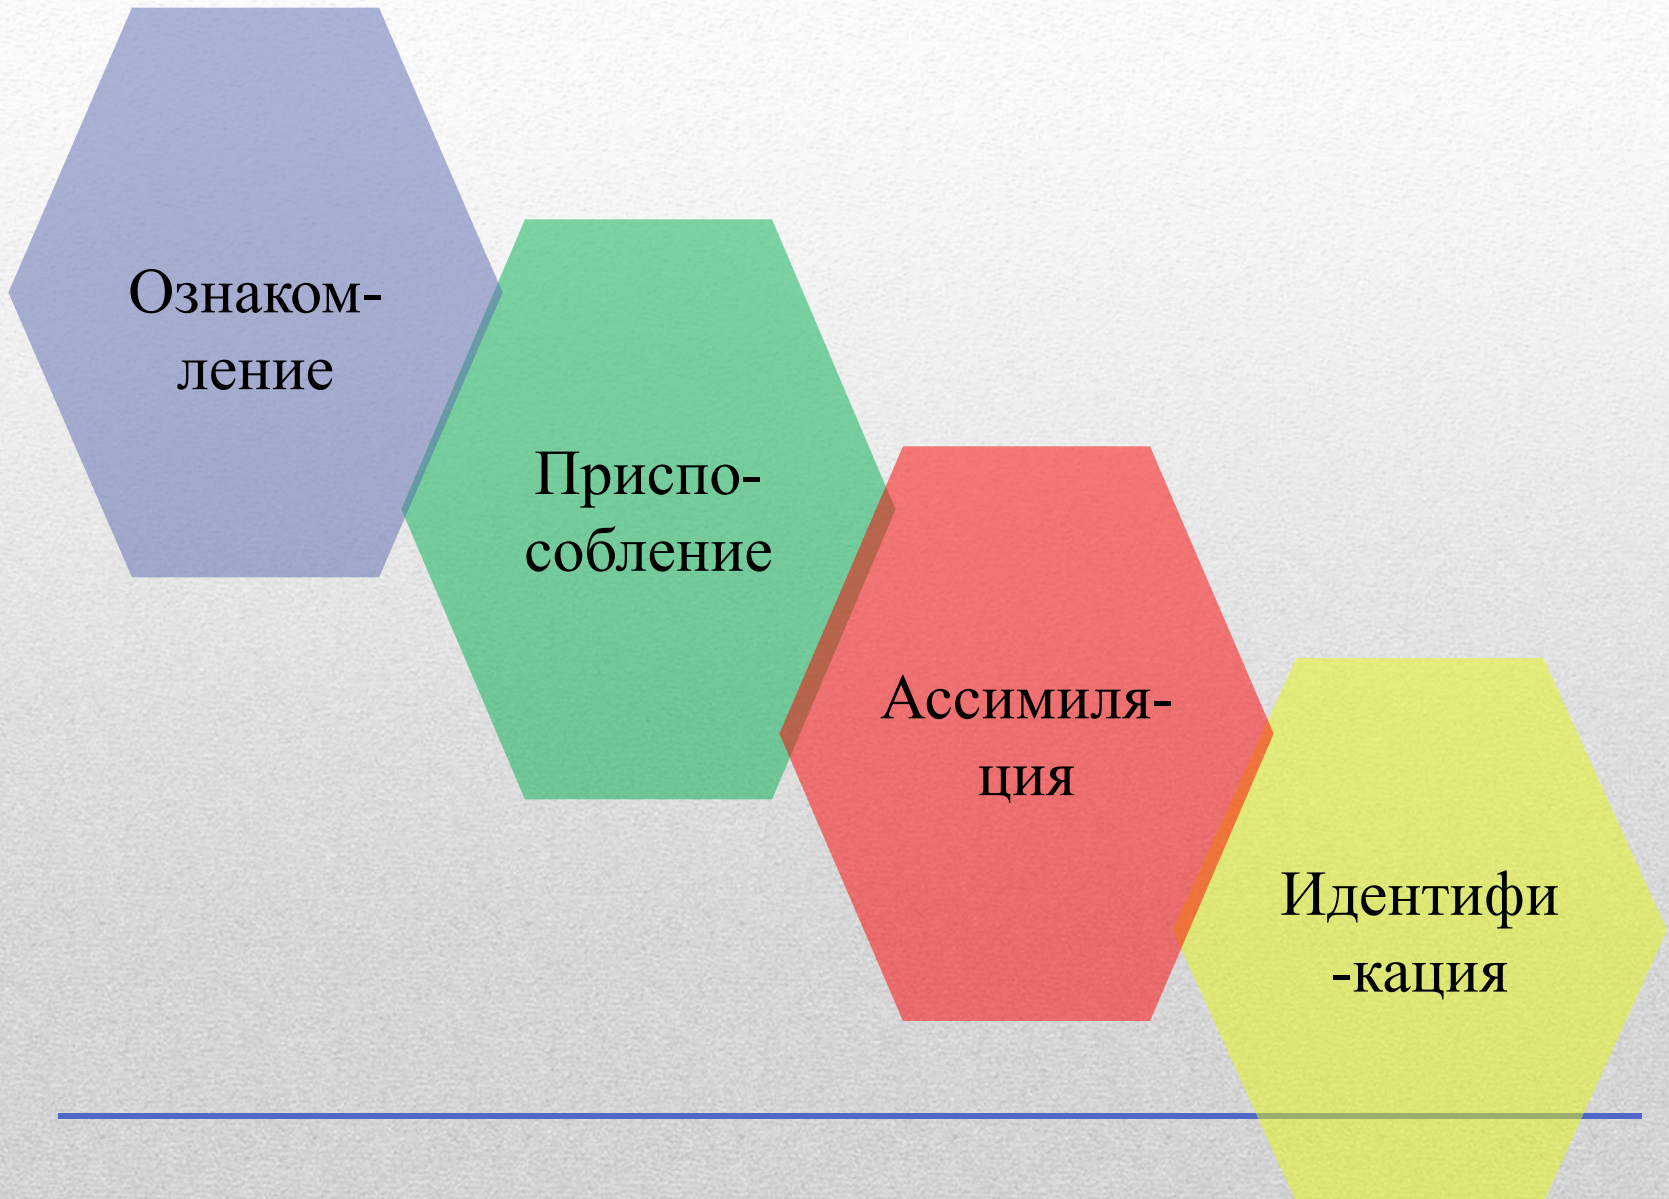 Ознаком-
ление
Приспо-
собление
Ассимиля-
ция
Идентифи
-кация